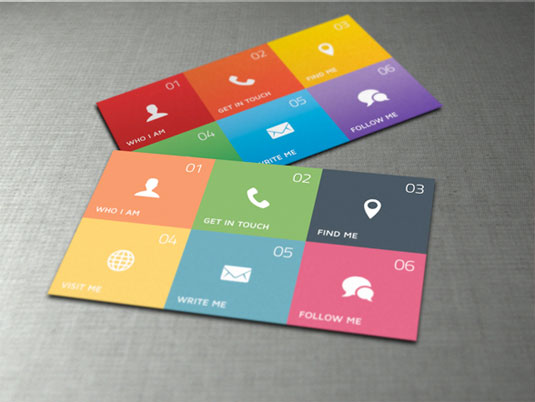 01
WHO I AM
02
GET IN TOUCH
03
FIND ME
04
05
WRITE ME
06
FOLLOW ME
01
WHO I AM
02
GET IN TOUCH
03
FIND ME
04
VISIT ME
05
WRITE ME
06
FOLLOW ME